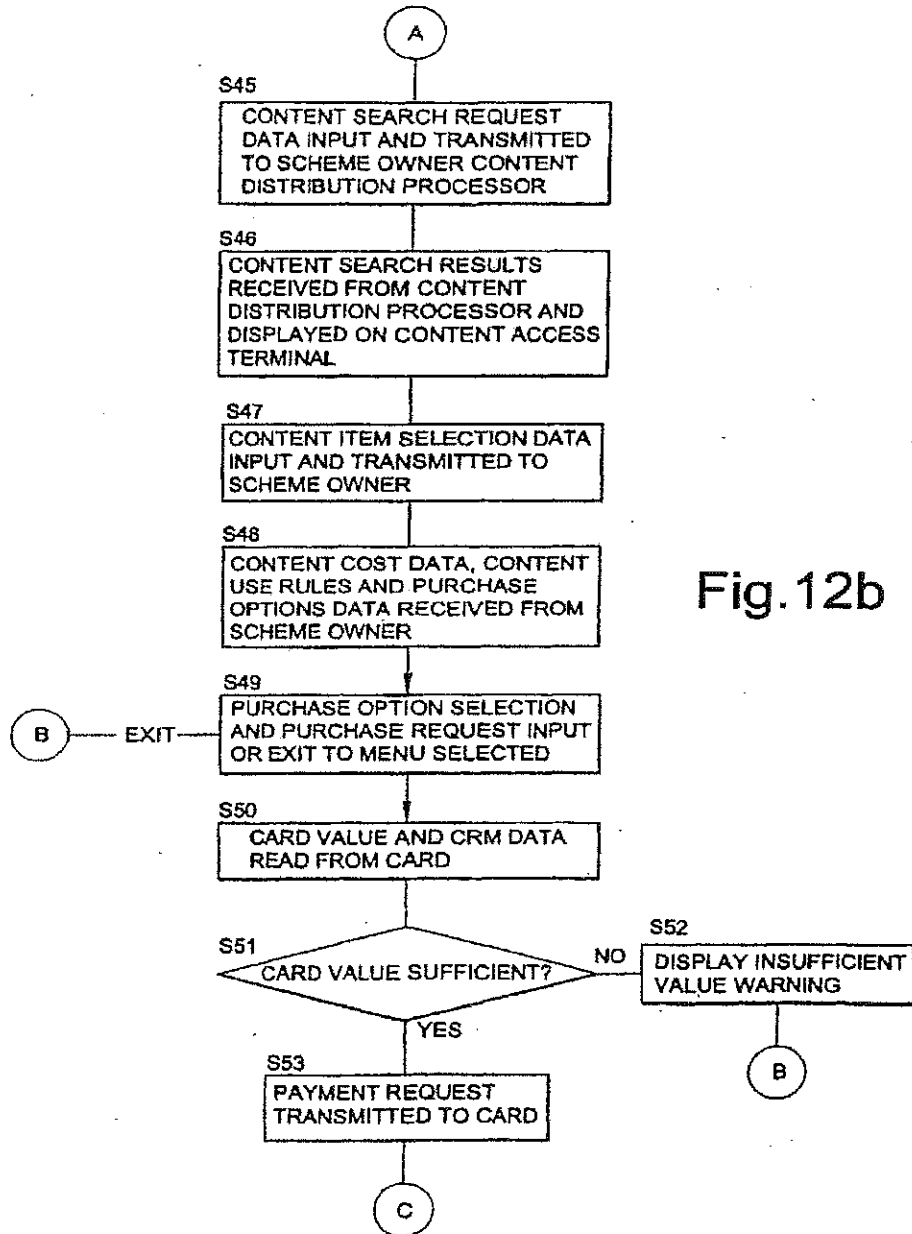 A
S45
CONTENT SEARCH REQUEST
DATA INPUT AND TRANSMITTED
TO SCHEME OWNER CONTENT
DISTRIBUTION PROCESSOR
S46
CONTENT SEARCH RESULTS
RECEIVED FROM CONTENT
DISTRIBUTION PROCESSOR AND
DISPLAYED ON CONTENT ACCESS
TERMINAL
S47
CONTENT ITEM SELECTION DATA
INPUT AND TRANSMITTED TO
SCHEME OWNER
S48
CONTENT COST DATA, CONTENT
USE RULES AND PURCHASE
OPTIONS DATA RECEIVED FROM
SCHEME OWNER
Fig.12b
S49
PURCHASE OPTION SELECTION
AND PURCHASE REQUEST INPUT
OR EXIT TO MENU SELECTED
B
EXIT
S50
CARD VALUE AND CRM DATA
READ FROM CARD
S51
CARD VALUE SUFFICIENT?
NO
S52
DISPLAY INSUFFICIENT
VALUE WARNING
B
YES
S53
PAYMENT REQUEST
TRANSMITTED TO CARD
C